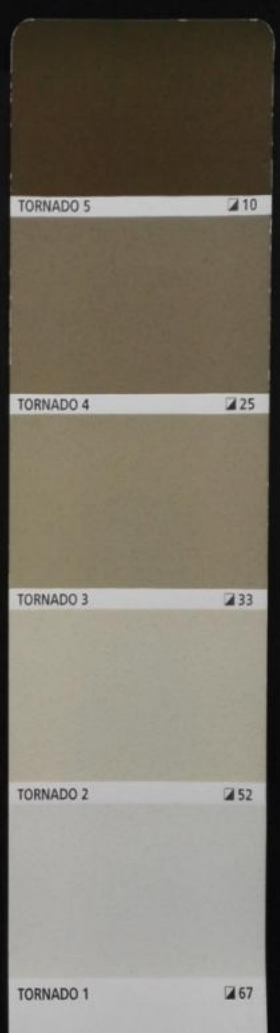 TORNADO 5 10
TORNADO 4 25
TORNADO 3 33
TORNADO 2 52
TORNADO 1 67